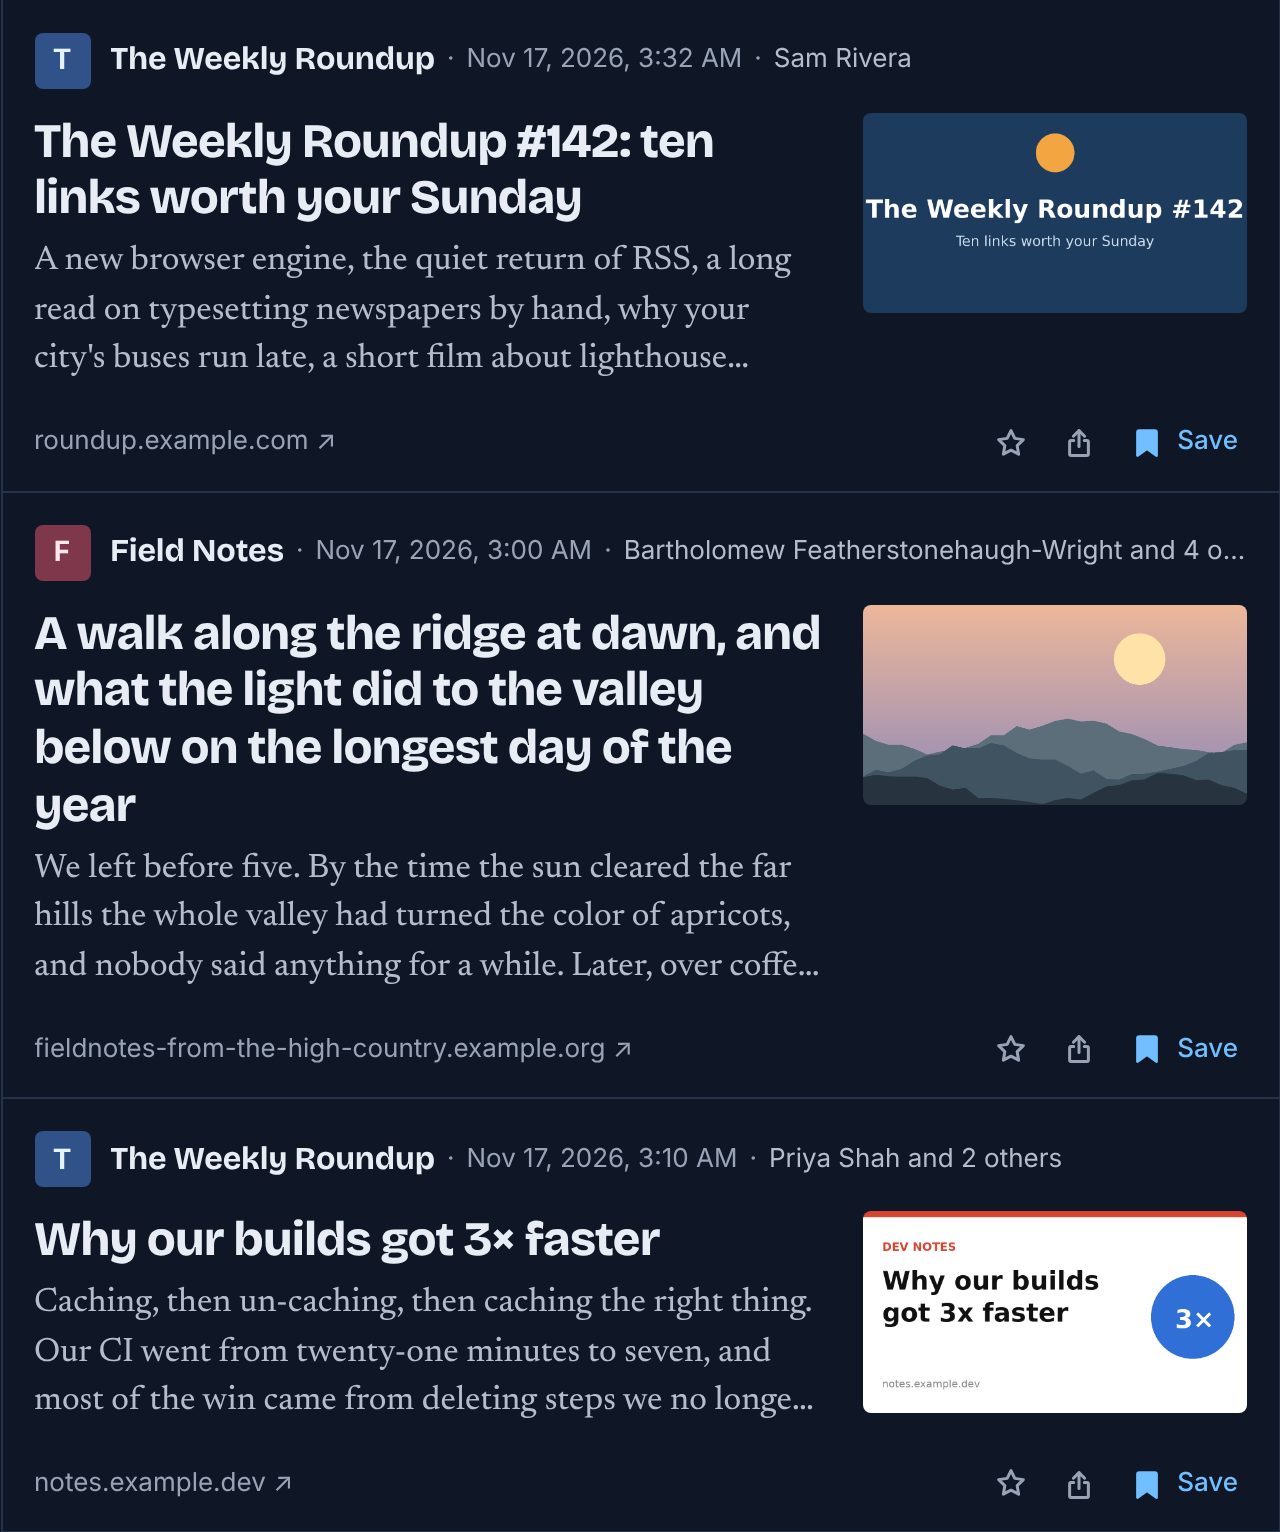 T The Weekly Roundup · Nov 17, 2026, 3:32 AM · Sam Rivera
The Weekly Roundup #142: ten
links worth your Sunday
A new browser engine, the quiet return of RSS, a long
read on typesetting newspapers by hand, why your
city's buses run late, a short film about lighthouse...
The Weekly Roundup #142
Ten links worth your Sunday
roundup.example.com ↗
Save
F Field Notes · Nov 17, 2026, 3:00 AM · Bartholomew Featherstonehaugh-Wright and 4 o...
A walk along the ridge at dawn, and
what the light did to the valley
below on the longest day of the
year
We left before five. By the time the sun cleared the far
hills the whole valley had turned the color of apricots,
and nobody said anything for a while. Later, over coffe...
fieldnotes-from-the-high-country.example.org ↗
Save
T The Weekly Roundup · Nov 17, 2026, 3:10 AM · Priya Shah and 2 others
Why our builds got 3× faster
Caching, then un-caching, then caching the right thing.
Our CI went from twenty-one minutes to seven, and
most of the win came from deleting steps we no longe...
DEV NOTES
Why our builds
got 3x faster
3×
notes.example.dev
notes.example.dev ↗
Save